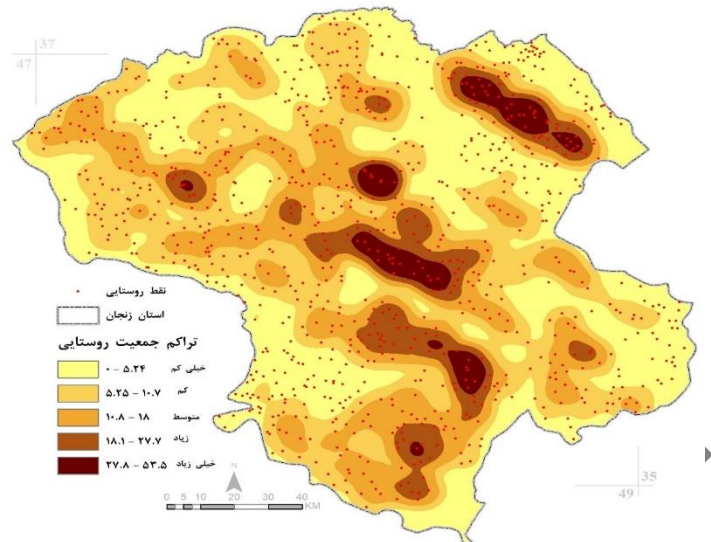 37
47
نقط روستایی
استان زنجان
تراکم جمعیت روستایی
خیلی کم ۰ - ۵.۲۴
کم ۵.۲۵ - ۱۰.۷
متوسط ۱۰.۸ - ۱۸
زیاد ۱۸.۱ - ۲۷.۷
خیلی زیاد ۲۷.۸ - ۵۳.۵
N
0 5 10 20 30 40
KM
35
49